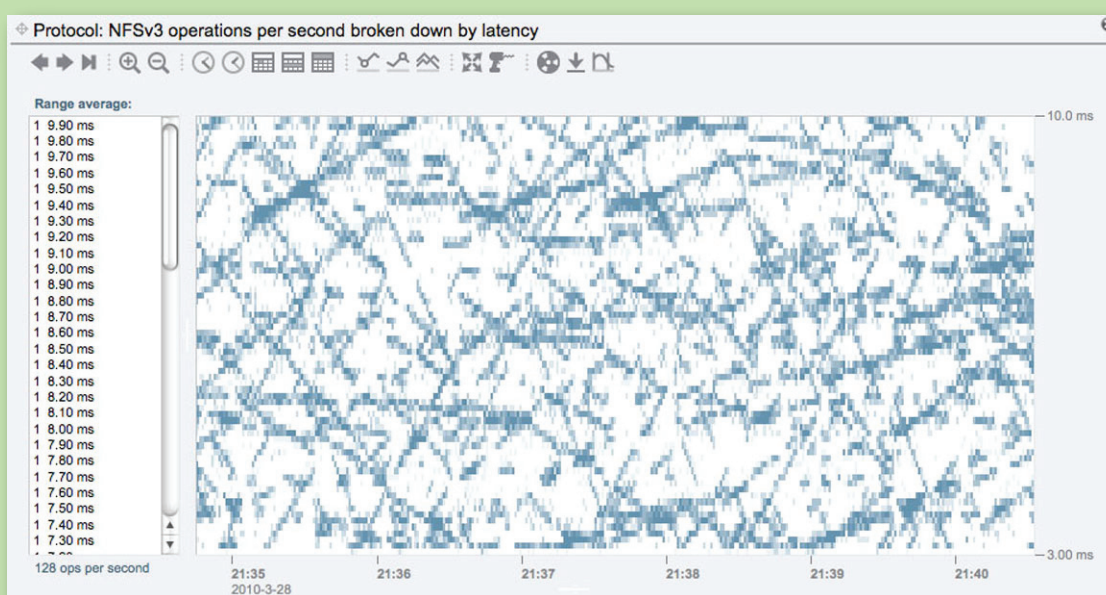 Protocol: NFSv3 operations per second broken down by latency
Range average:
1 9.90 ms
1 9.80 ms
1 9.70 ms
1 9.60 ms
1 9.50 ms
1 9.40 ms
1 9.30 ms
1 9.20 ms
1 9.10 ms
1 9.00 ms
1 8.90 ms
1 8.80 ms
1 8.70 ms
1 8.60 ms
1 8.50 ms
1 8.40 ms
1 8.30 ms
1 8.20 ms
1 8.10 ms
1 8.00 ms
1 7.90 ms
1 7.80 ms
1 7.70 ms
1 7.60 ms
1 7.50 ms
1 7.40 ms
1 7.30 ms
128 ops per second
10.0 ms
3.00 ms
21:35 21:36 21:37 21:38 21:39 21:40
2010-3-28